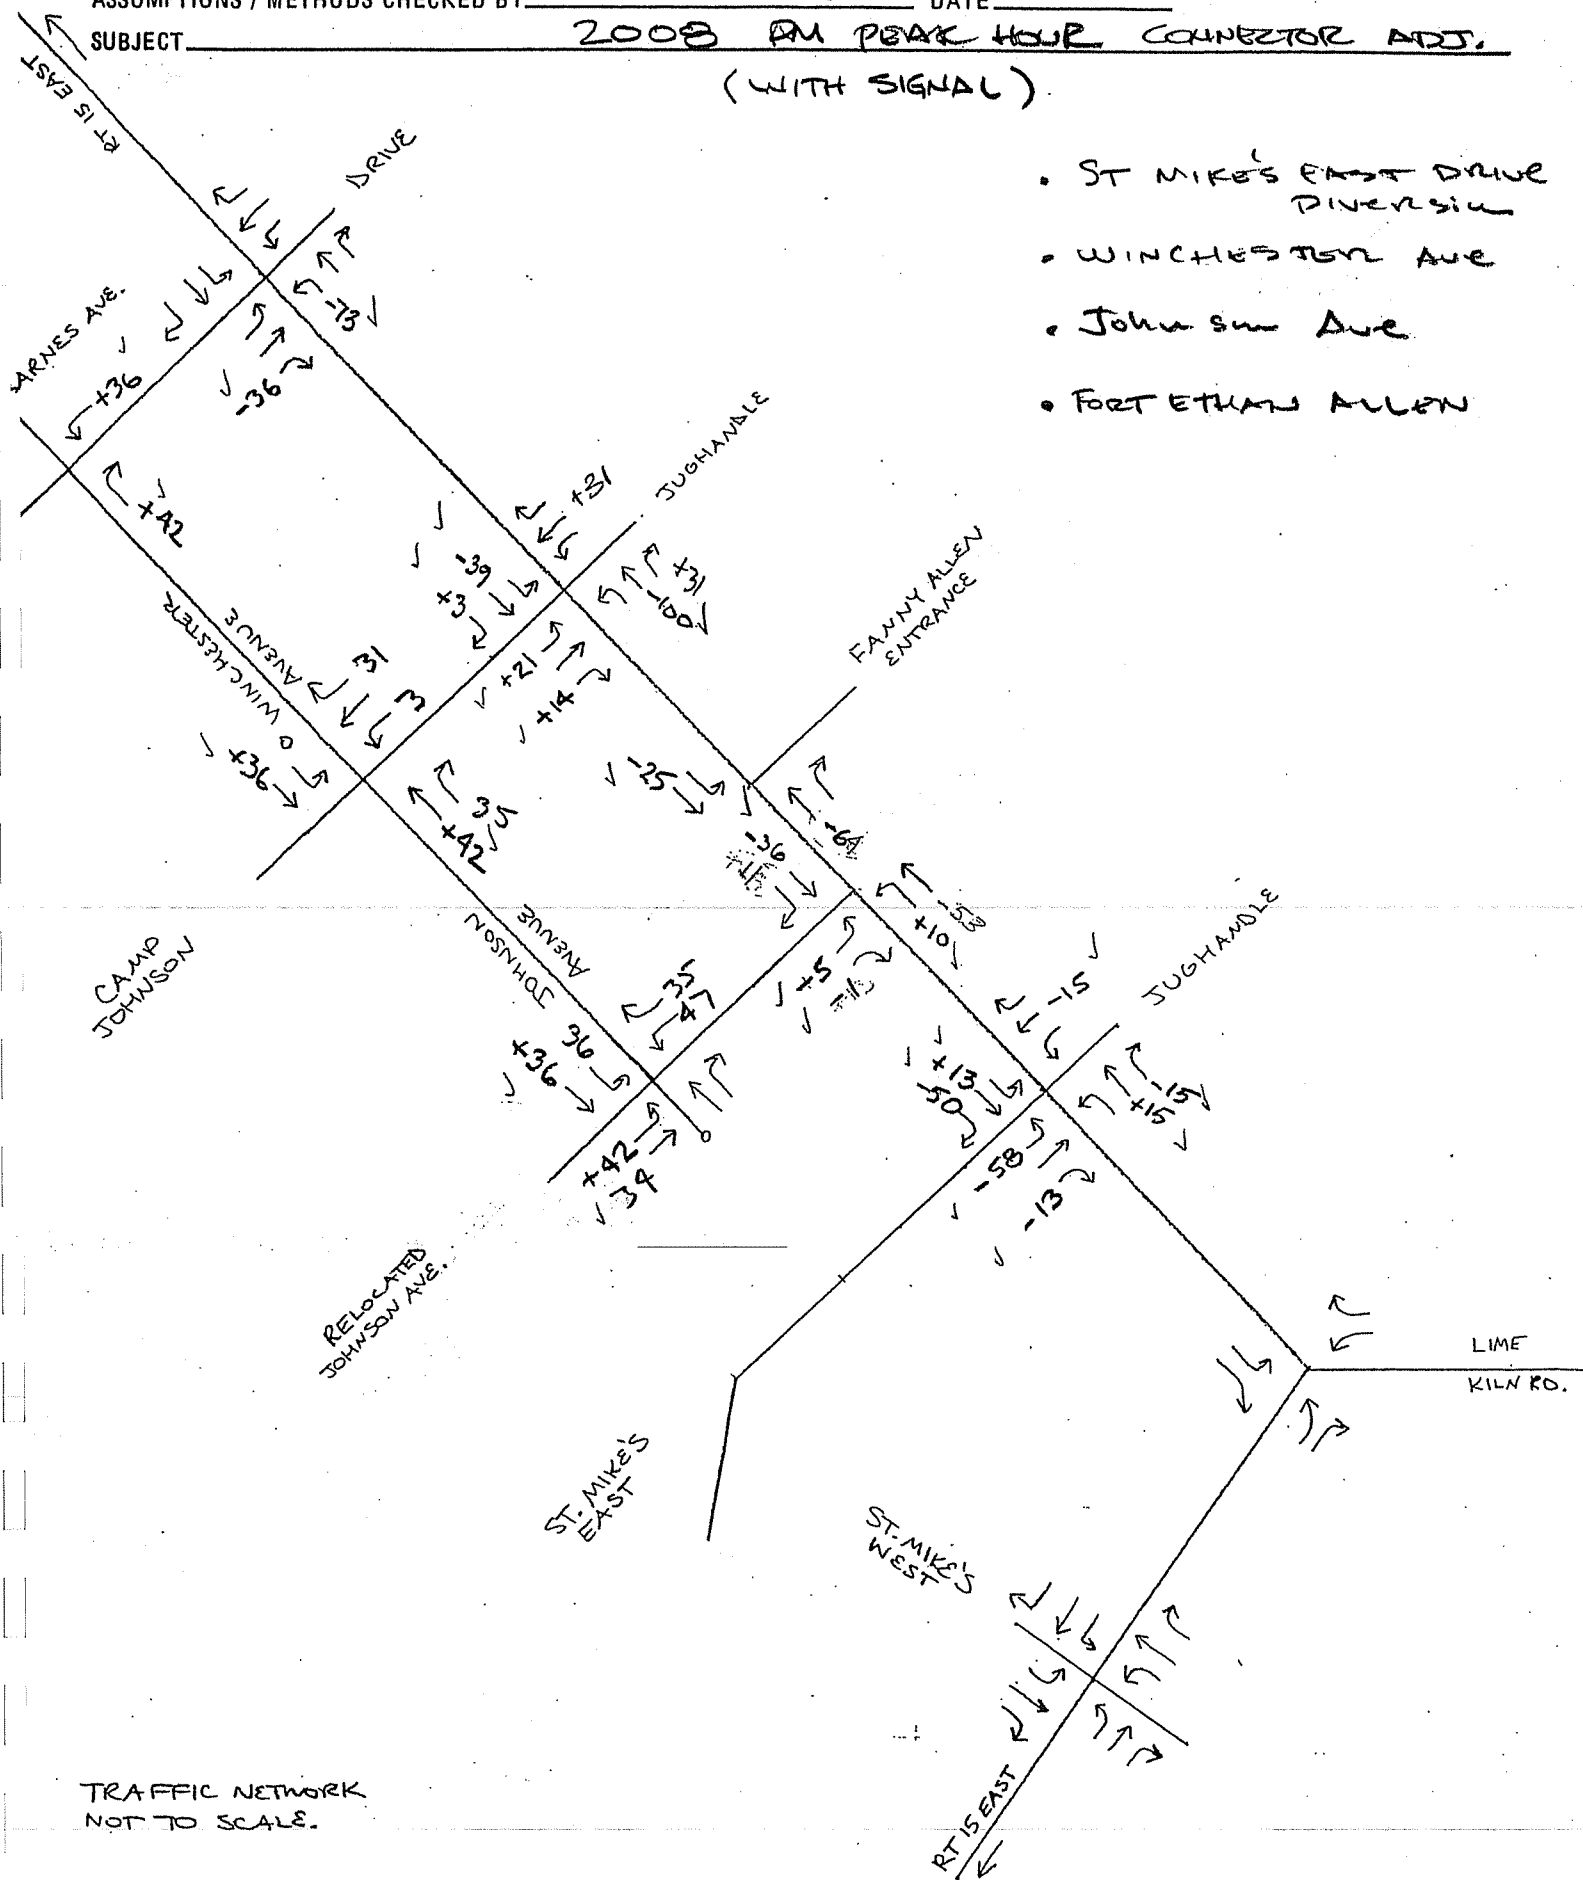 ASSUMPTIONS / METHODS CHECKED BY DATE
SUBJECT 2008 PEAK HOUR CONNECTOR ADJ.
(WITH SIGNAL)
RT 15 EAST
DRIVE
• ST MIKE'S EAST DRIVE
DIVERSION
• WINCHESTER AVE
• Johnson Ave
• FORT ETHAN ALLEN
-73
ARNES AVE.
+36
-36
+42
JUGHANDLE
+31
-39
+3
+31
-100
+21
+14
FANNY ALLEN
ENTRANCE
WINCHESTER
AVENUE
31
3
0
+36
35
+42
-25
-64
-36
-53
+10
JOHNSON
AVENUE
CAMP
JOHNSON
35
47
36
+36
+5
-15
JUGHANDLE
+13
-50
-15
+15
+42
34
-58
-13
RELOCATED
JOHNSON AVE.
LIME
KILN RD.
ST. MIKE'S
EAST
ST. MIKE'S
WEST
TRAFFIC NETWORK
NOT TO SCALE.
RT 15 EAST